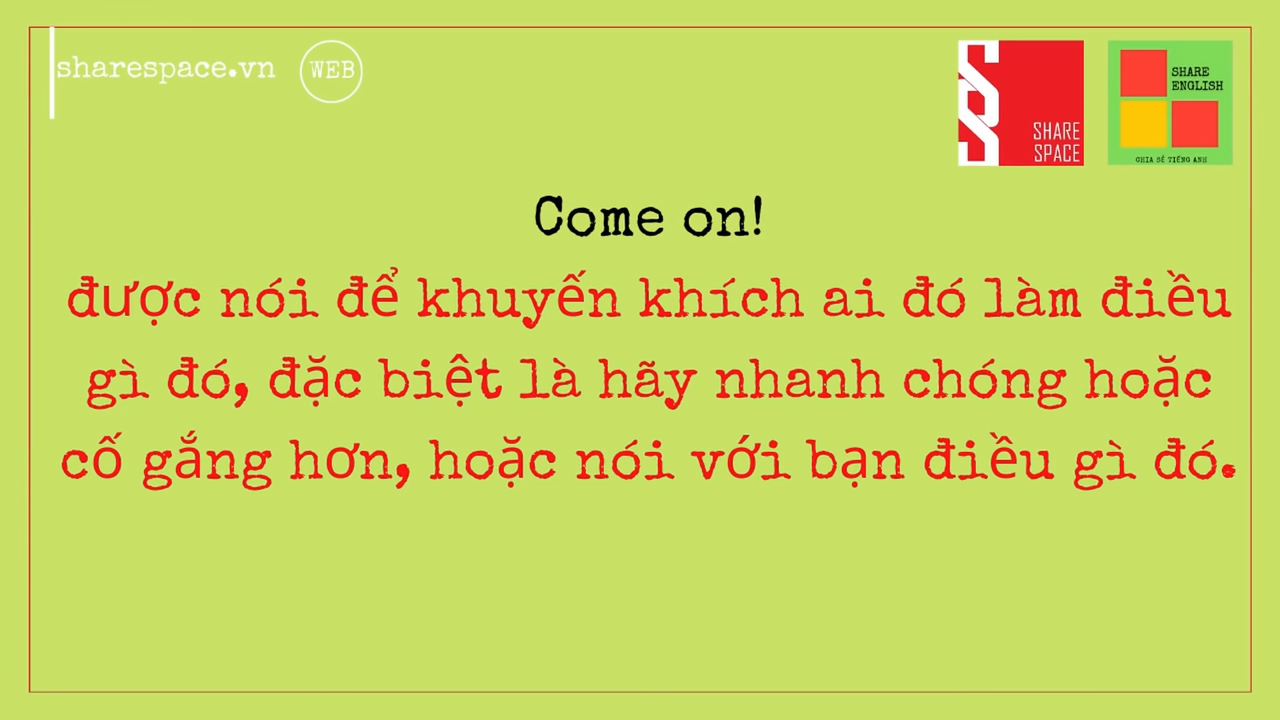 sharespace.vn WEB
SHARE
SPACE
SHARE
ENGLISH
CHIA SẺ TIẾNG ANH
Come on!
được nói để khuyến khích ai đó làm điều
gì đó, đặc biệt là hãy nhanh chóng hoặc
cố gắng hơn, hoặc nói với bạn điều gì đó.